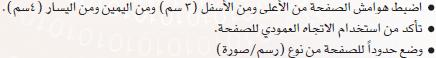 ● اضبط هوامش الصفحة من الأعلى ومن الأسفل (٣ سم) ومن اليمين ومن اليسار (٤سم).
● تأكد من استخدام الاتجاه العمودي للصفحة.
● وضع حدوداً للصفحة من نوع (رسم/صورة)